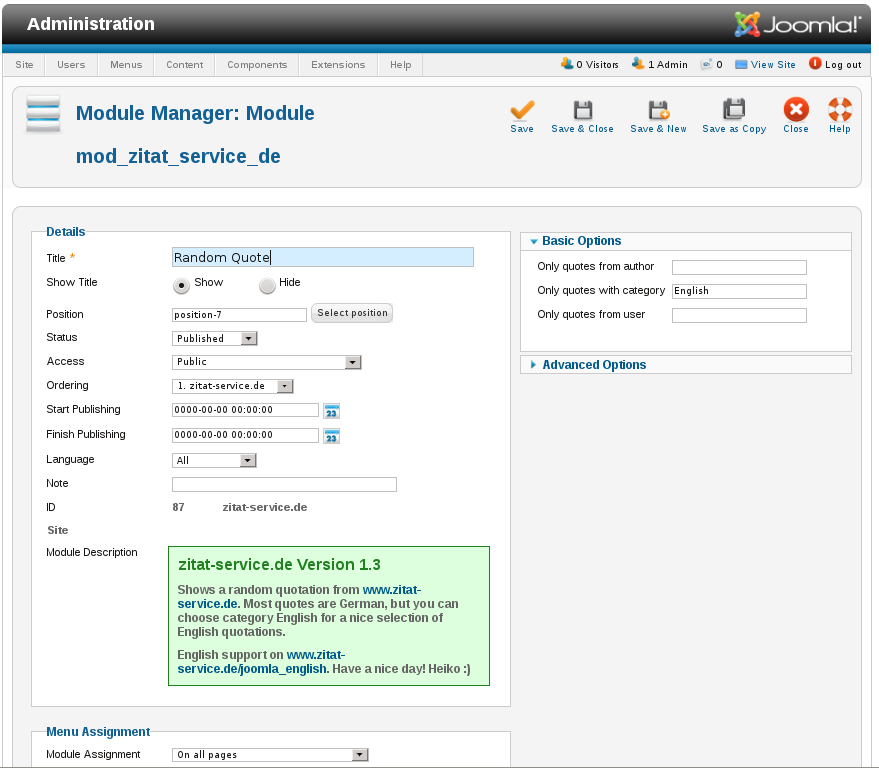 Administration
Joomla!
Site Users Menus Content Components Extensions Help 0 Visitors 1 Admin 0 View Site Log out
Module Manager: Module
mod_zitat_service_de
Save Save & Close Save & New Save as Copy Close Help
Details
Title * Random Quote
Show Title Show Hide
Position position-7 Select position
Status Published
Access Public
Ordering 1. zitat-service.de
Start Publishing 0000-00-00 00:00:00 23
Finish Publishing 0000-00-00 00:00:00 23
Language All
Note
ID 87 zitat-service.de
Site
Module Description
zitat-service.de Version 1.3
Shows a random quotation from www.zitat-
service.de. Most quotes are German, but you can
choose category English for a nice selection of
English quotations.
English support on www.zitat-
service.de/joomla_english. Have a nice day! Heiko :)
Menu Assignment
Module Assignment On all pages
Basic Options
Only quotes from author
Only quotes with category English
Only quotes from user
Advanced Options